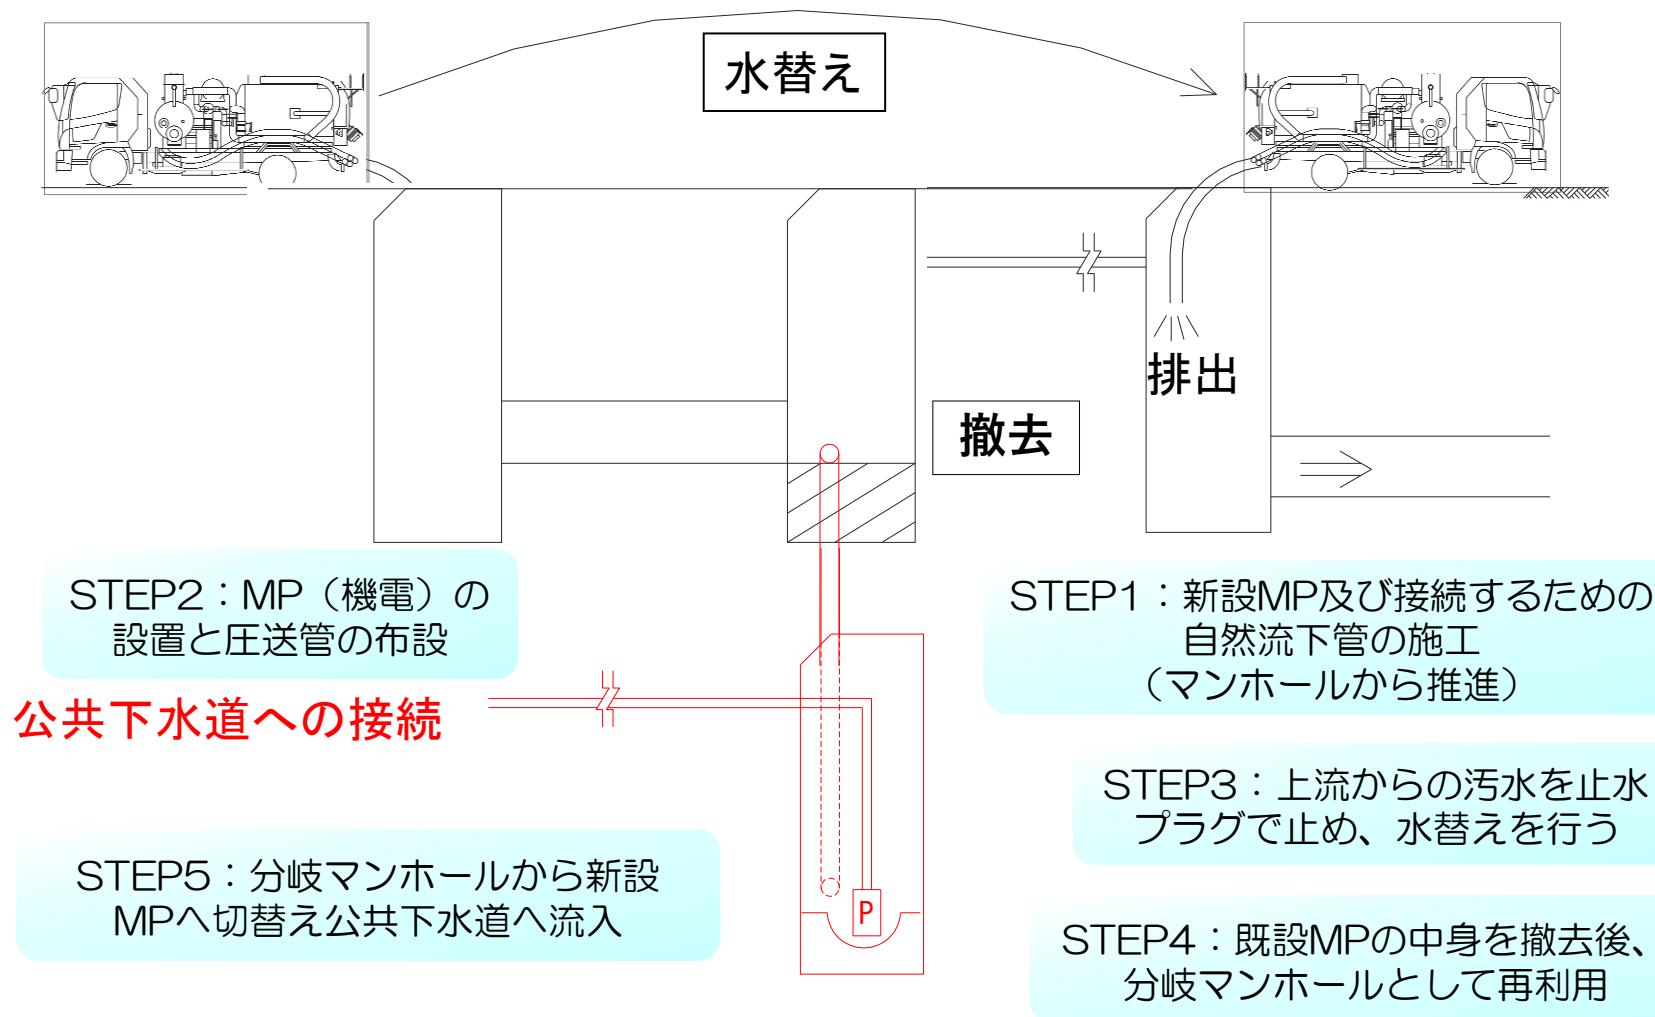 水替え
排出
撤去
STEP2：MP（機電）の
設置と圧送管の布設
STEP1：新設MP及び接続するための
自然流下管の施工
（マンホールから推進）
公共下水道への接続
STEP3：上流からの汚水を止水
プラグで止め、水替えを行う
STEP5：分岐マンホールから新設
MPへ切替え公共下水道へ流入
P
STEP4：既設MPの中身を撤去後、
分岐マンホールとして再利用